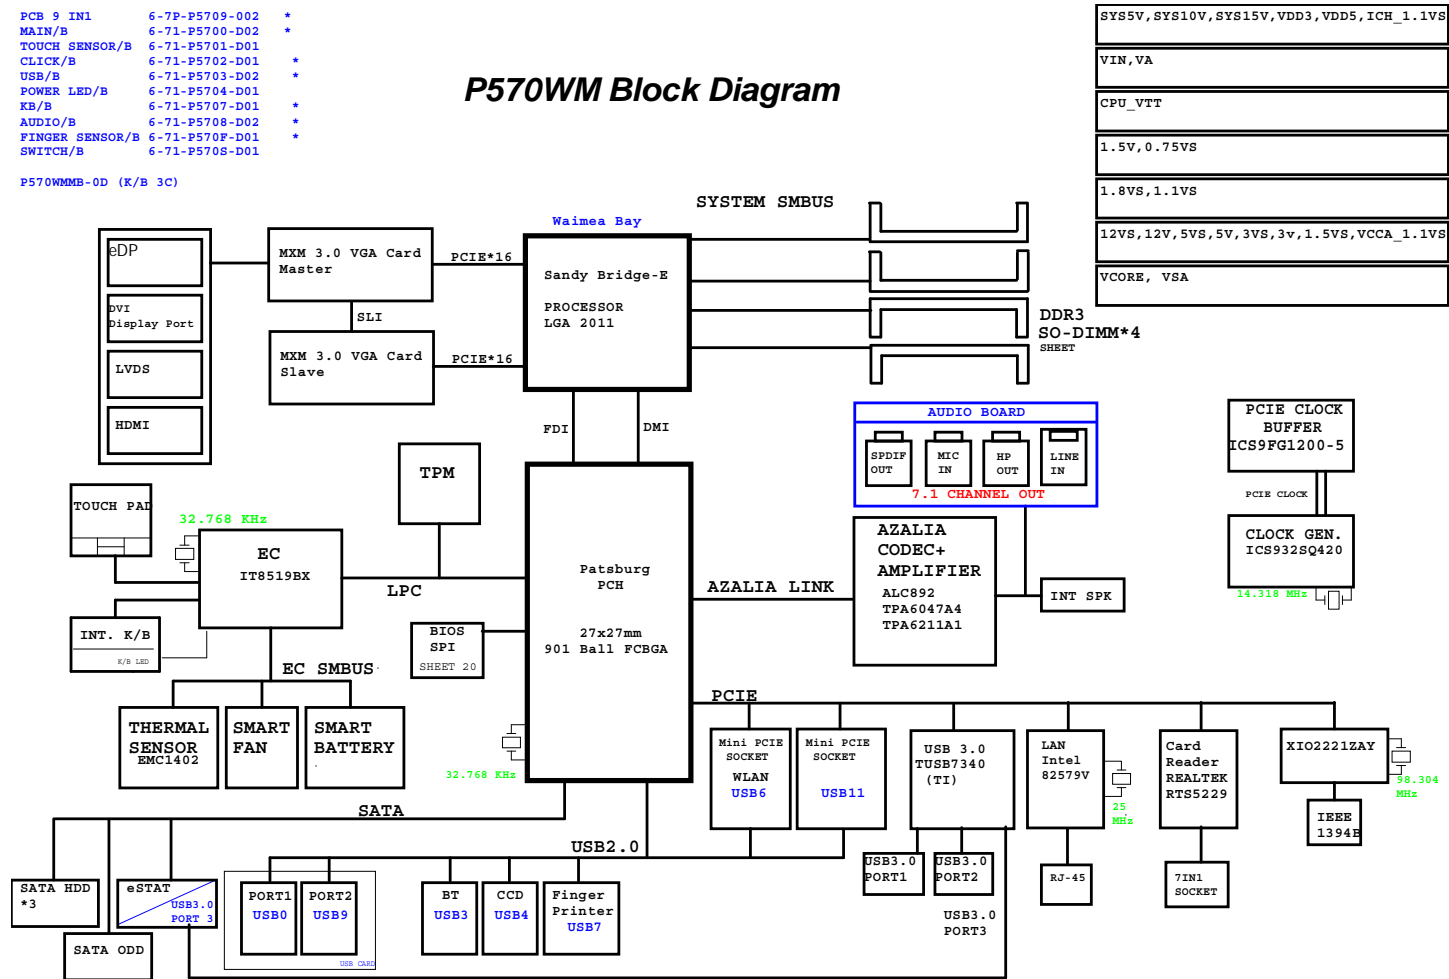 PCB 9 IN1 6-7P-P5709-002 *
MAIN/B 6-71-P5700-D02 *
TOUCH SENSOR/B 6-71-P5701-D01
CLICK/B 6-71-P5702-D01 *
USB/B 6-71-P5703-D02 *
POWER LED/B 6-71-P5704-D01
KB/B 6-71-P5707-D01 *
AUDIO/B 6-71-P5708-D02 *
FINGER SENSOR/B 6-71-P570F-D01 *
SWITCH/B 6-71-P570S-D01
P570WMMB-0D (K/B 3C)
P570WM Block Diagram
SYS5V,SYS10V,SYS15V,VDD3,VDD5,ICH_1.1VS
VIN,VA
CPU_VTT
1.5V,0.75VS
1.8VS,1.1VS
12VS,12V,5VS,5V,3VS,3v,1.5VS,VCCA_1.1VS
VCORE, VSA
eDP
DVI
Display Port
LVDS
HDMI
MXM 3.0 VGA Card
Master
SLI
MXM 3.0 VGA Card
Slave
PCIE*16
PCIE*16
Waimea Bay
Sandy Bridge-E
PROCESSOR
LGA 2011
SYSTEM SMBUS
DDR3
SO-DIMM*4
SHEET
FDI
DMI
AUDIO BOARD
SPDIF
OUT
MIC
IN
HP
OUT
LINE
IN
7.1 CHANNEL OUT
PCIE CLOCK
BUFFER
ICS9FG1200-5
PCIE CLOCK
CLOCK GEN.
ICS932SQ420
14.318 MHz
TPM
TOUCH PAD
32.768 KHz
EC
IT8519BX
LPC
INT. K/B
K/B LED
BIOS
SPI
SHEET 20
EC SMBUS
THERMAL
SENSOR
EMC1402
SMART
FAN
SMART
BATTERY
Patsburg
PCH
27x27mm
901 Ball FCBGA
32.768 KHz
AZALIA LINK
AZALIA
CODEC+
AMPLIFIER
ALC892
TPA6047A4
TPA6211A1
INT SPK
PCIE
Mini PCIE
SOCKET
WLAN
USB6
Mini PCIE
SOCKET
USB11
USB 3.0
TUSB7340
(TI)
LAN
Intel
82579V
25
MHz
Card
Reader
REALTEK
RTS5229
XIO2221ZAY
98.304
MHz
IEEE
1394B
USB3.0
PORT1
USB3.0
PORT2
USB3.0
PORT3
RJ-45
7IN1
SOCKET
SATA
USB2.0
SATA HDD
*3
eSTAT
USB3.0
PORT 3
SATA ODD
PORT1
USB0
PORT2
USB9
USB CARD
BT
USB3
CCD
USB4
Finger
Printer
USB7